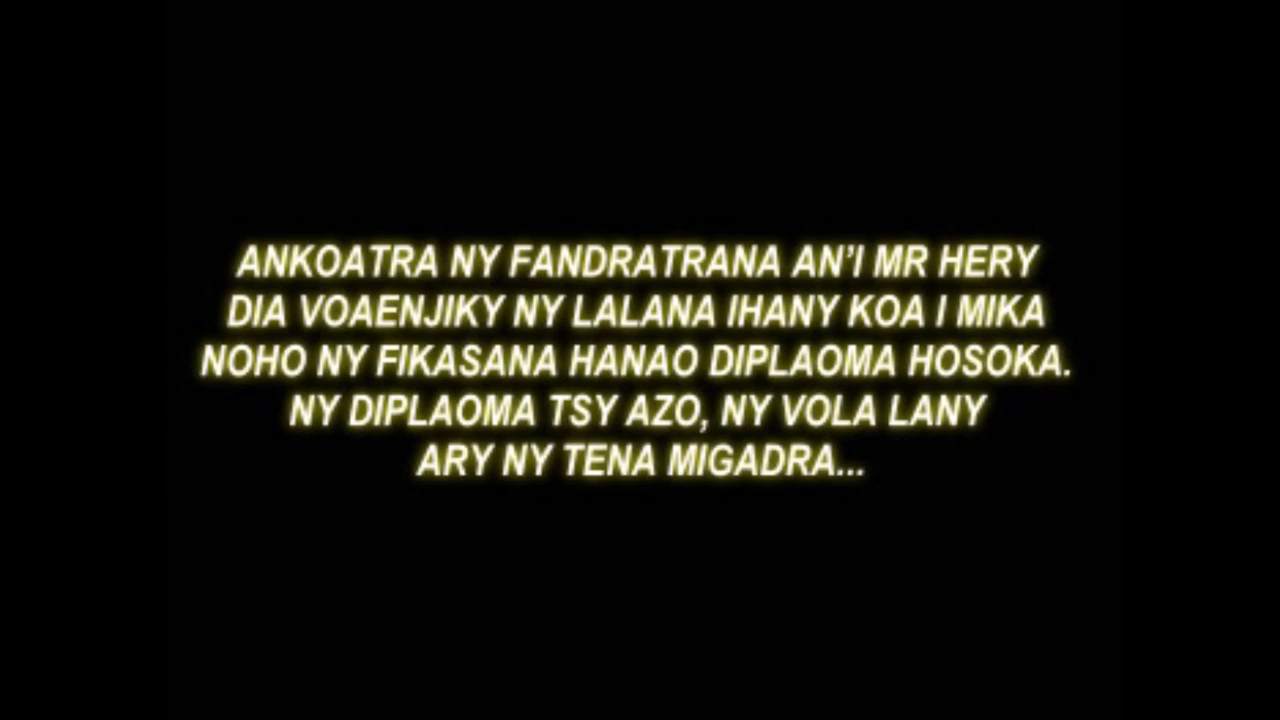 ANKOATRA NY FANDRATRANA AN'I MR HERY
DIA VOAENJIKY NY LALANA IHANY KOA I MIKA
NOHO NY FIKASANA HANAO DIPLAOMA HOSOKA.
NY DIPLAOMA TSY AZO, NY VOLA LANY
ARY NY TENA MIGADRA...